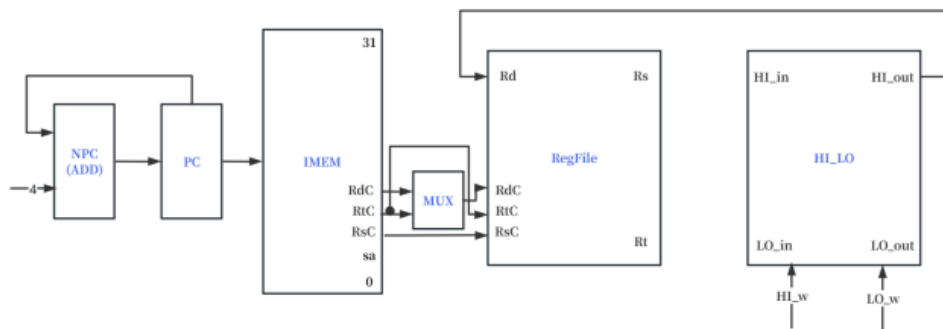 NPC
(ADD)
4
PC
31
IMEM
RdC
RtC
RsC
sa
0
MUX
Rd
Rs
RegFile
RdC
RtC
RsC
Rt
HI_in
HI_out
HI_LO
LO_in
LO_out
HI_w
LO_w